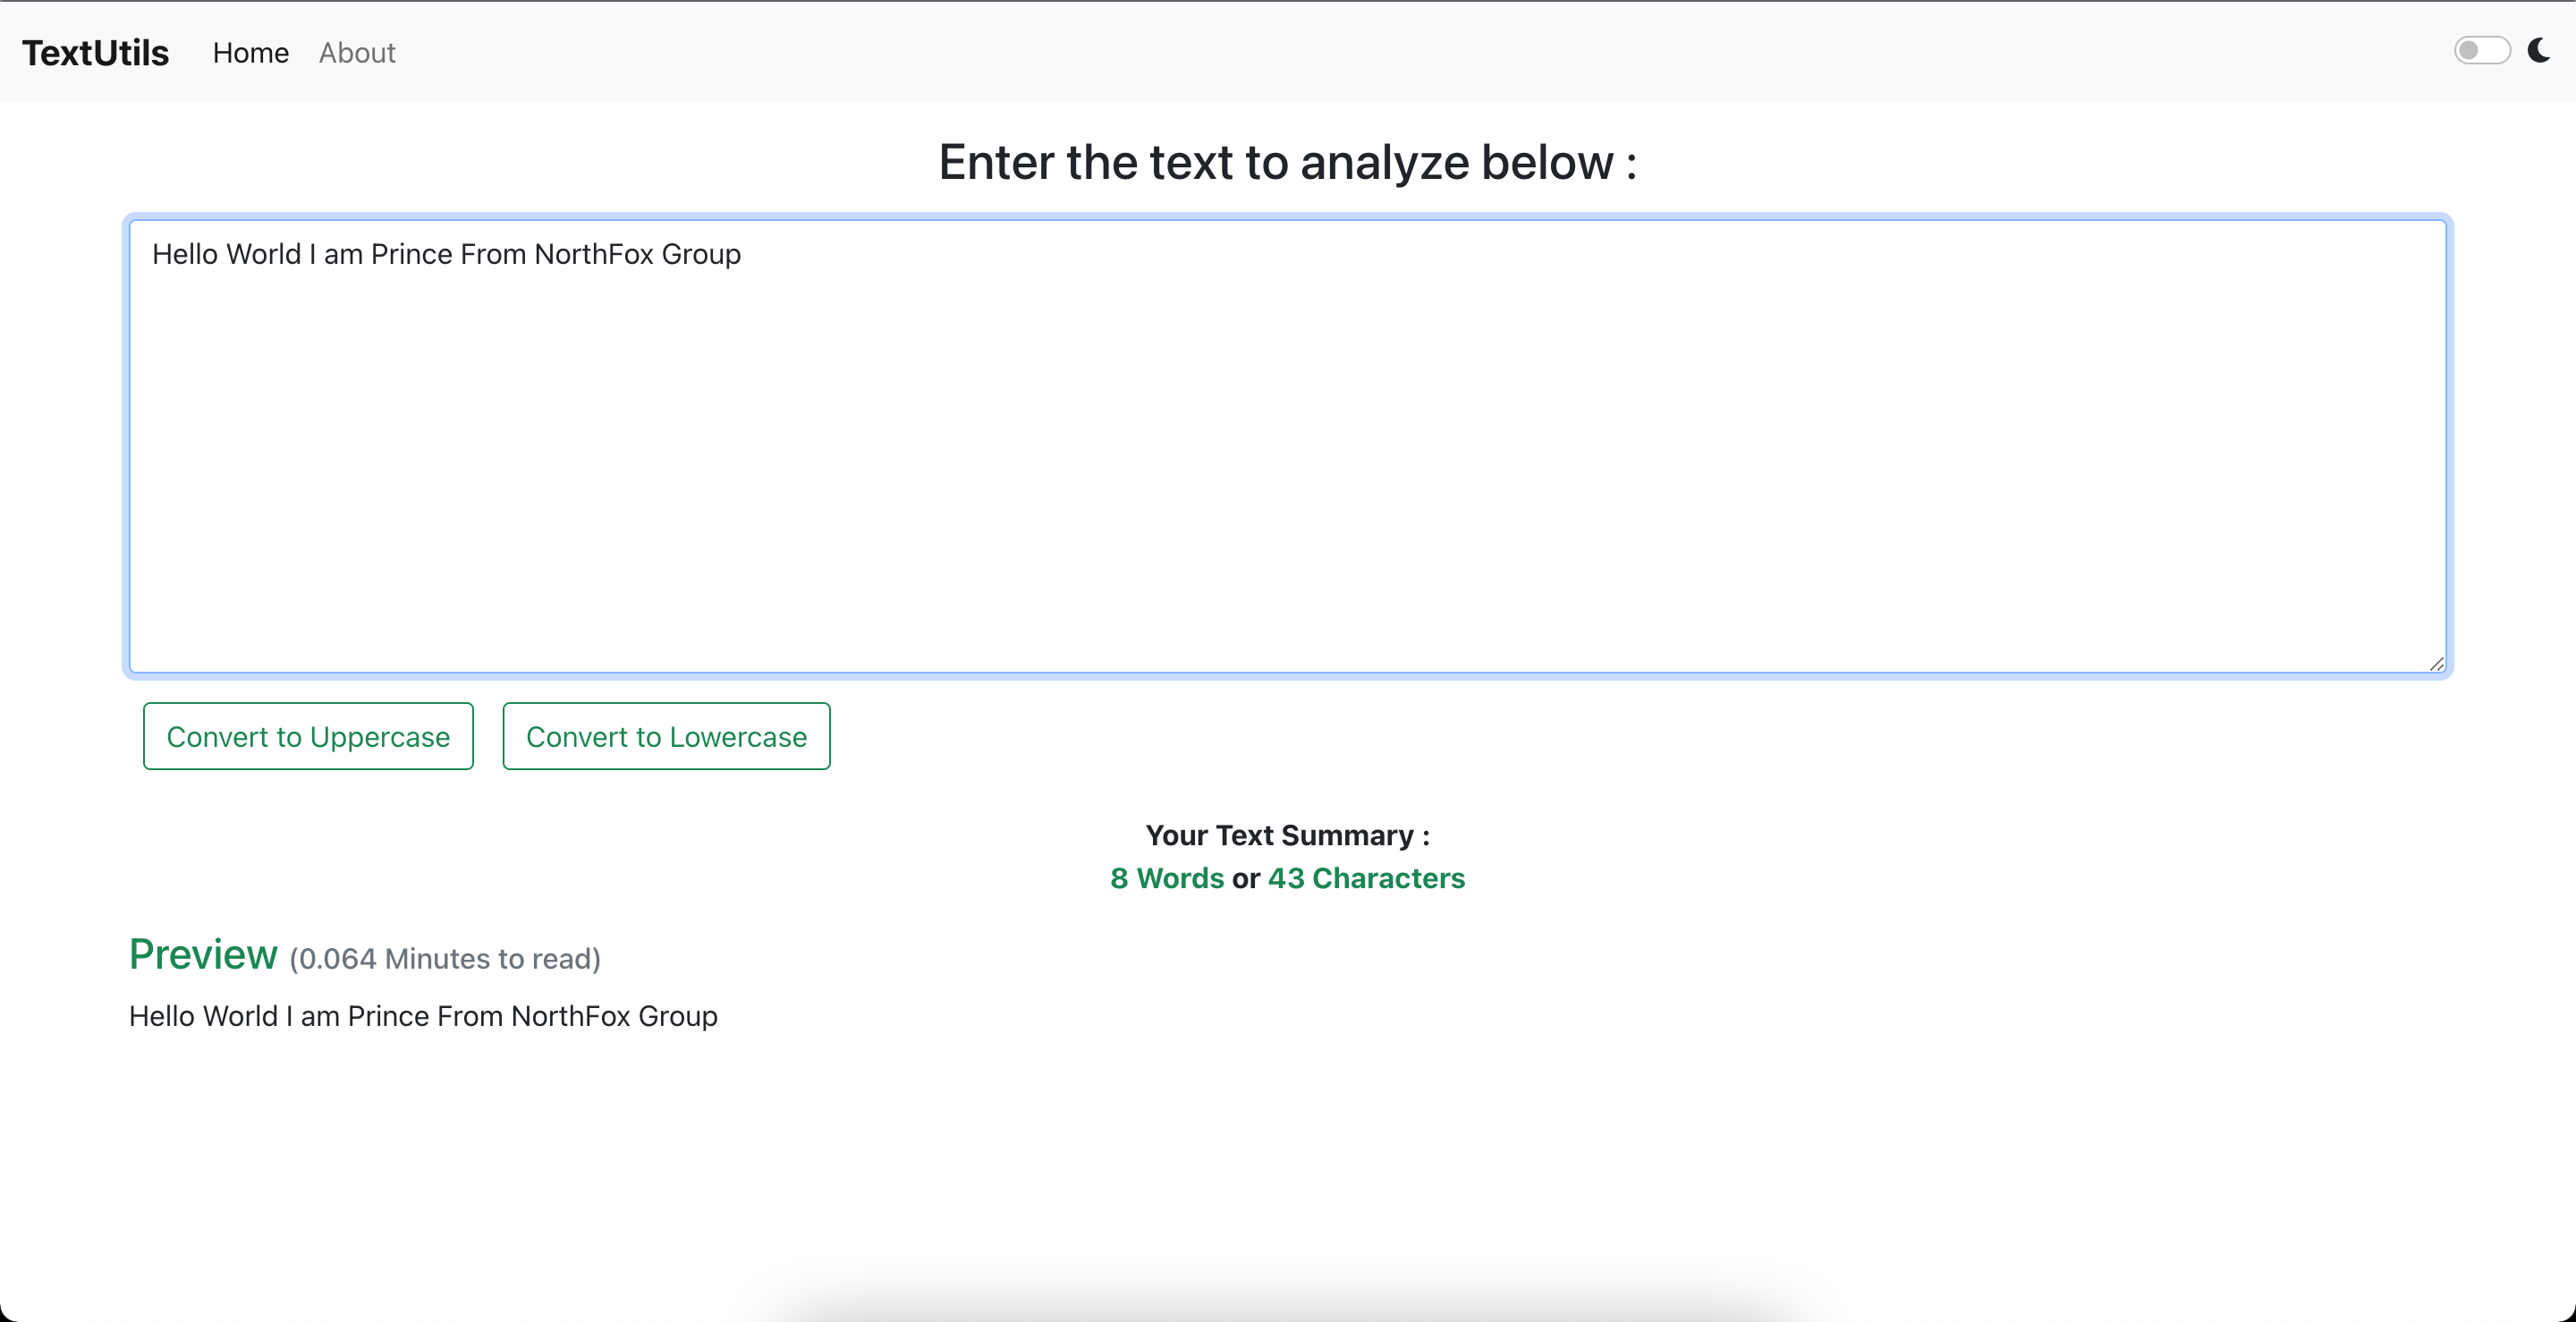 TextUtils Home About
Enter the text to analyze below :
Hello World I am Prince From NorthFox Group
Convert to Uppercase Convert to Lowercase
Your Text Summary :
8 Words or 43 Characters
Preview (0.064 Minutes to read)
Hello World I am Prince From NorthFox Group